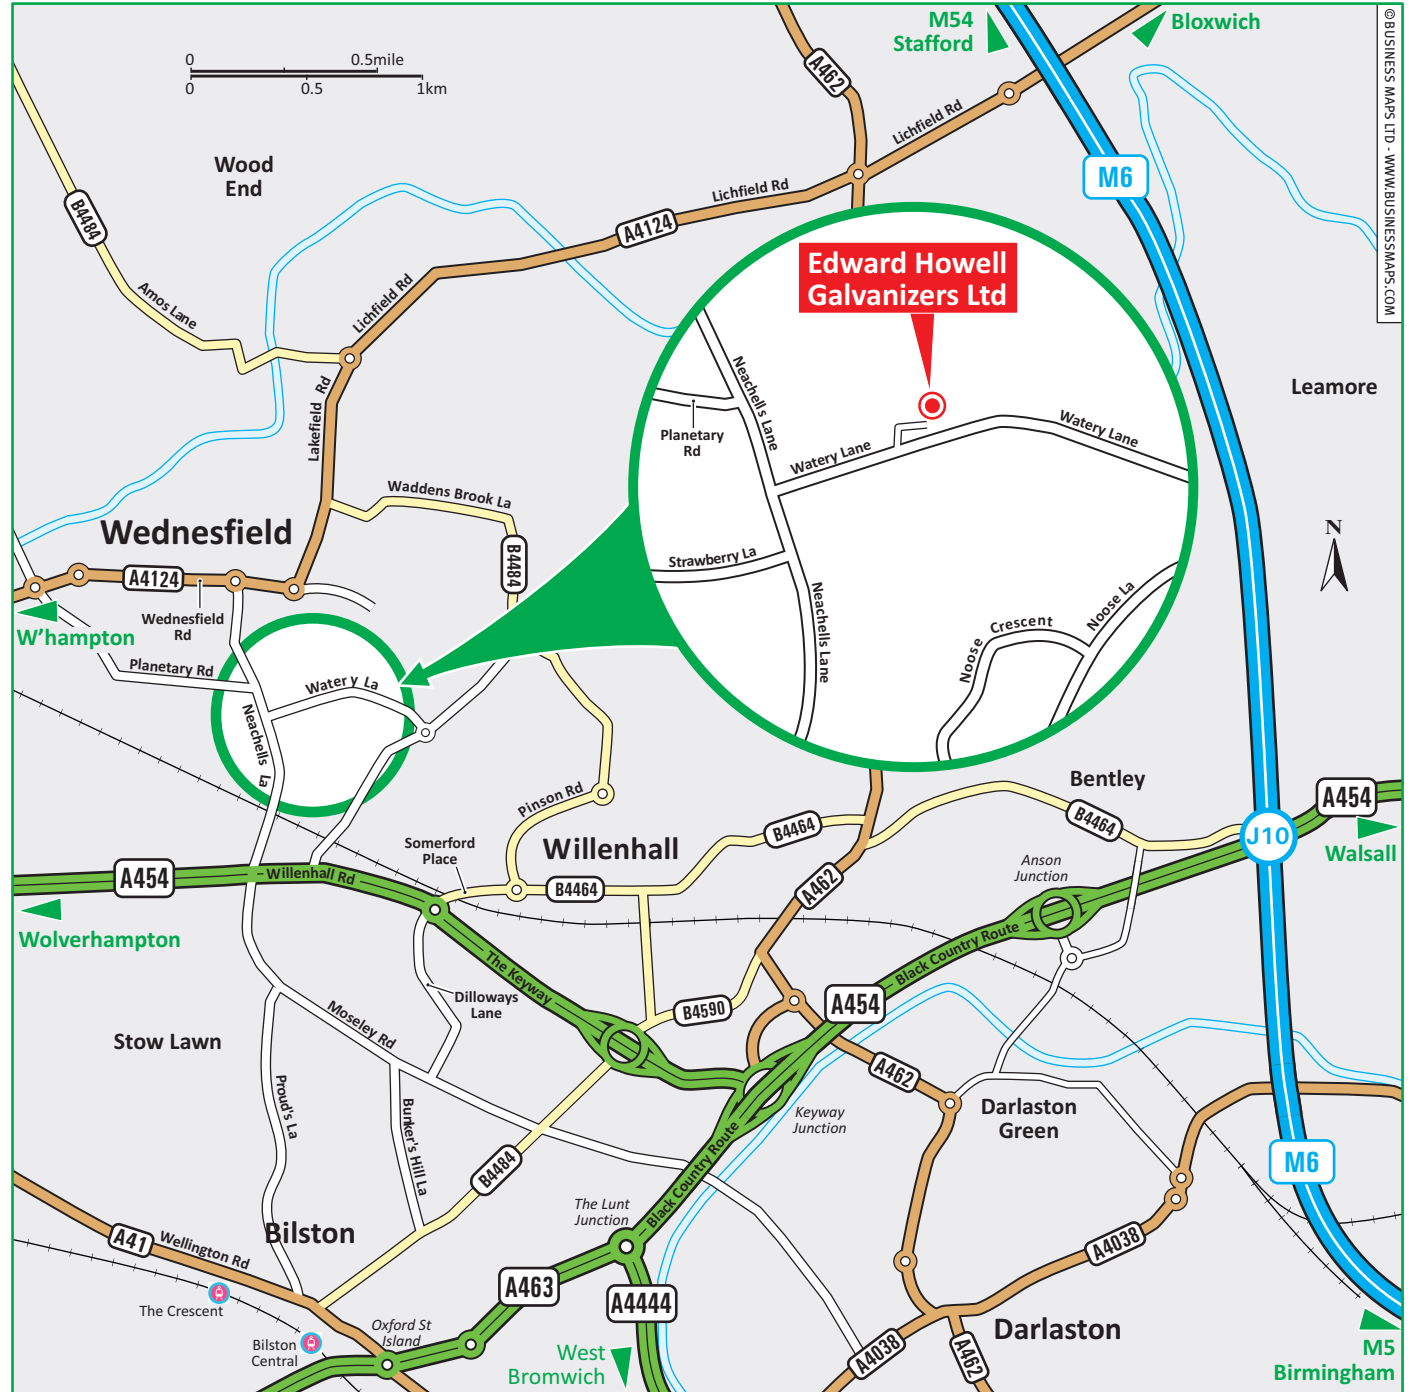 M54
Stafford
Bloxwich
© BUSINESS MAPS LTD - WWW.BUSINESSMAPS.COM
0
0.5mile
0
0.5
1km
A462
Lichfield Rd
M6
Wood
End
B4484
Lichfield Rd
A4124
Amos Lane
Lichfield Rd
Edward Howell
Galvanizers Ltd
Lakefield Rd
Neachells Lane
Planetary
Rd
Watery Lane
Watery Lane
Leamore
Waddens Brook La
Wednesfield
B4484
Strawberry La
N
A4124
Wednesfield
Rd
W'hampton
Neachells Lane
Noose Crescent
Noose La
Planetary Rd
Watery La
Neachells La
Bentley
Pinson Rd
A454
B4464
B4464
J10
Walsall
Somerford
Place
Willenhall
Anson
Junction
A454
Willenhall Rd
B4464
A462
Wolverhampton
The Keyway
Black Country Route
Dilloways
Lane
B4590
A454
Moseley Rd
Stow Lawn
A462
Proud's La
Bunker's Hill La
Keyway
Junction
Darlaston
Green
B4484
Black Country Route
M6
The Lunt
Junction
Bilston
A41
Wellington Rd
A4038
The Crescent
A463
A4444
Oxford St
Island
Bilston
Central
West
Bromwich
A4038
A462
Darlaston
M5
Birmingham